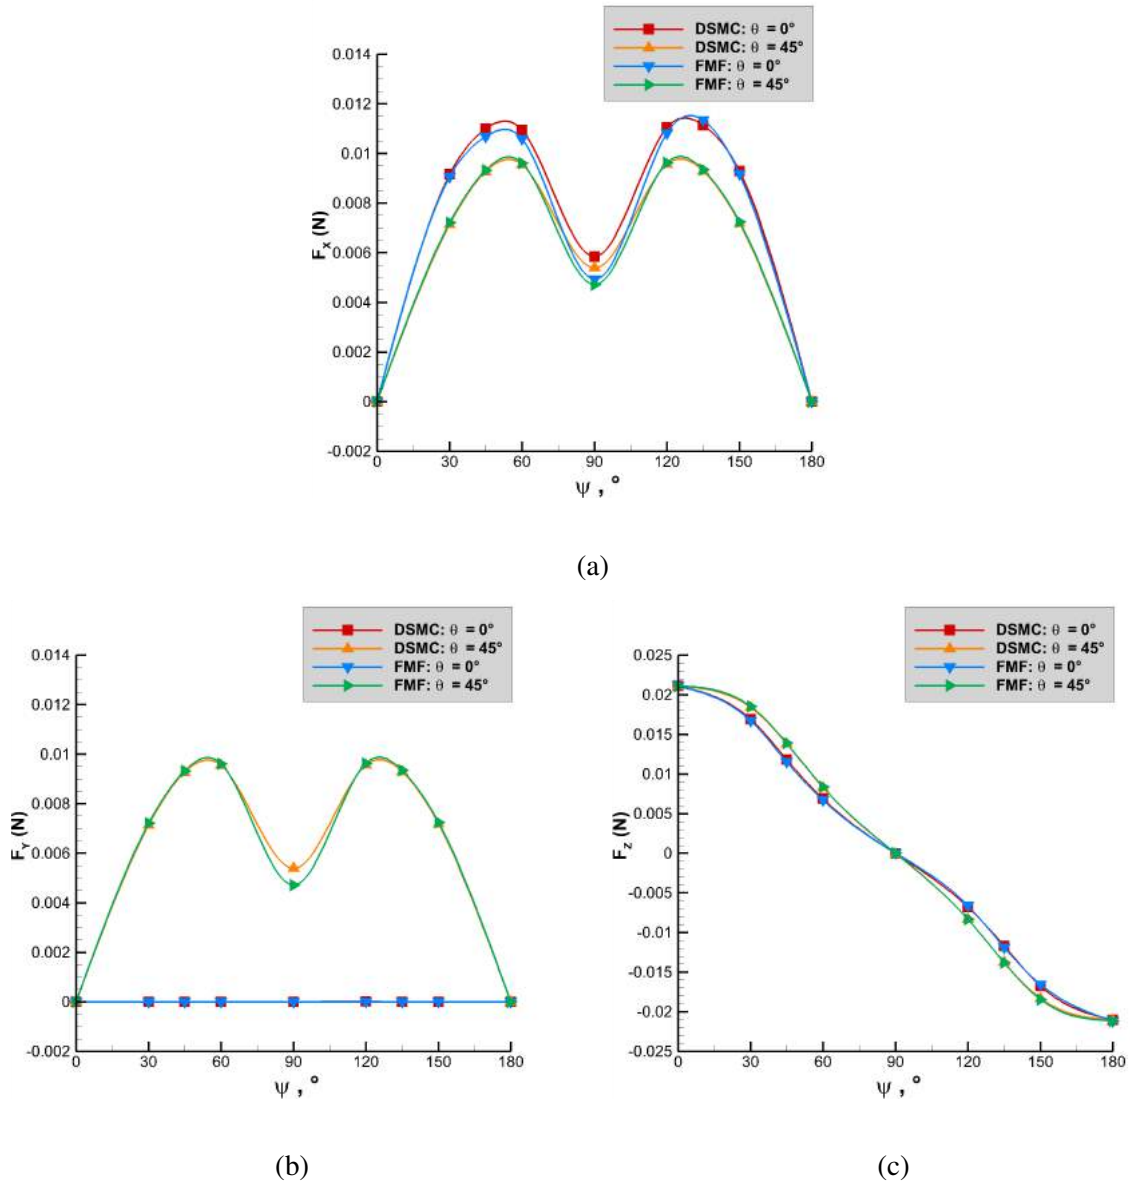 DSMC: θ = 0°
DSMC: θ = 45°
FMF: θ = 0°
FMF: θ = 45°
0.014
0.012
0.01
0.008
0.006
0.004
0.002
0
-0.002
F_X (N)
0 30 60 90 120 150 180
ψ , °
(a)
DSMC: θ = 0°
DSMC: θ = 45°
FMF: θ = 0°
FMF: θ = 45°
0.014
0.012
0.01
0.008
0.006
0.004
0.002
0
-0.002
F_Y (N)
0 30 60 90 120 150 180
ψ , °
(b)
DSMC: θ = 0°
DSMC: θ = 45°
FMF: θ = 0°
FMF: θ = 45°
0.025
0.02
0.015
0.01
0.005
0
-0.005
-0.01
-0.015
-0.02
-0.025
F_Z (N)
0 30 60 90 120 150 180
ψ , °
(c)